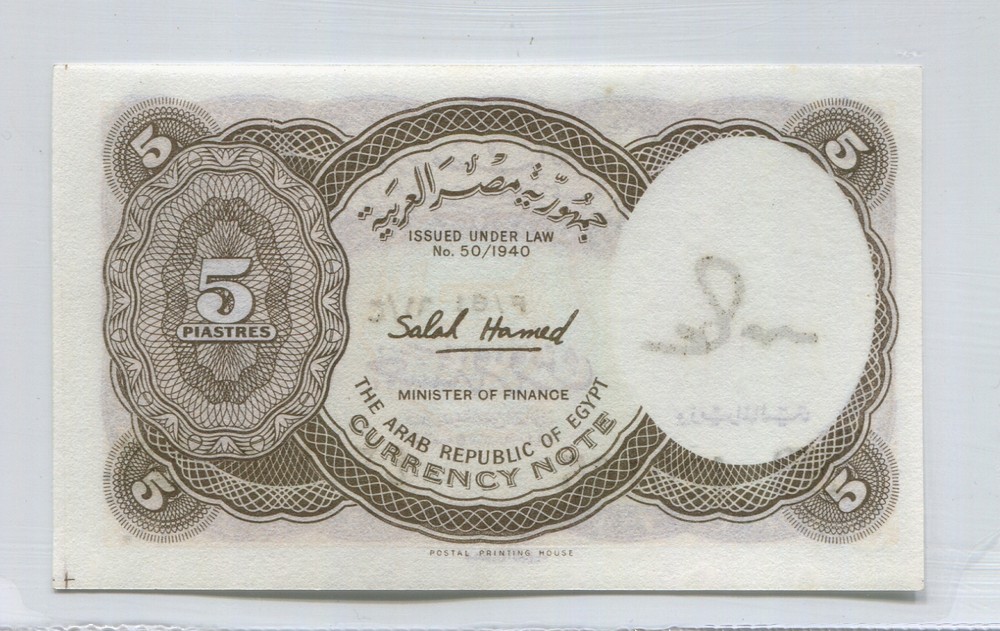 5
5
جمهورية مصر العربية
ISSUED UNDER LAW
No. 50/1940
5
PIASTRES
Salah Hamed
MINISTER OF FINANCE
THE ARAB REPUBLIC OF EGYPT
CURRENCY NOTE
5
5
POSTAL PRINTING HOUSE